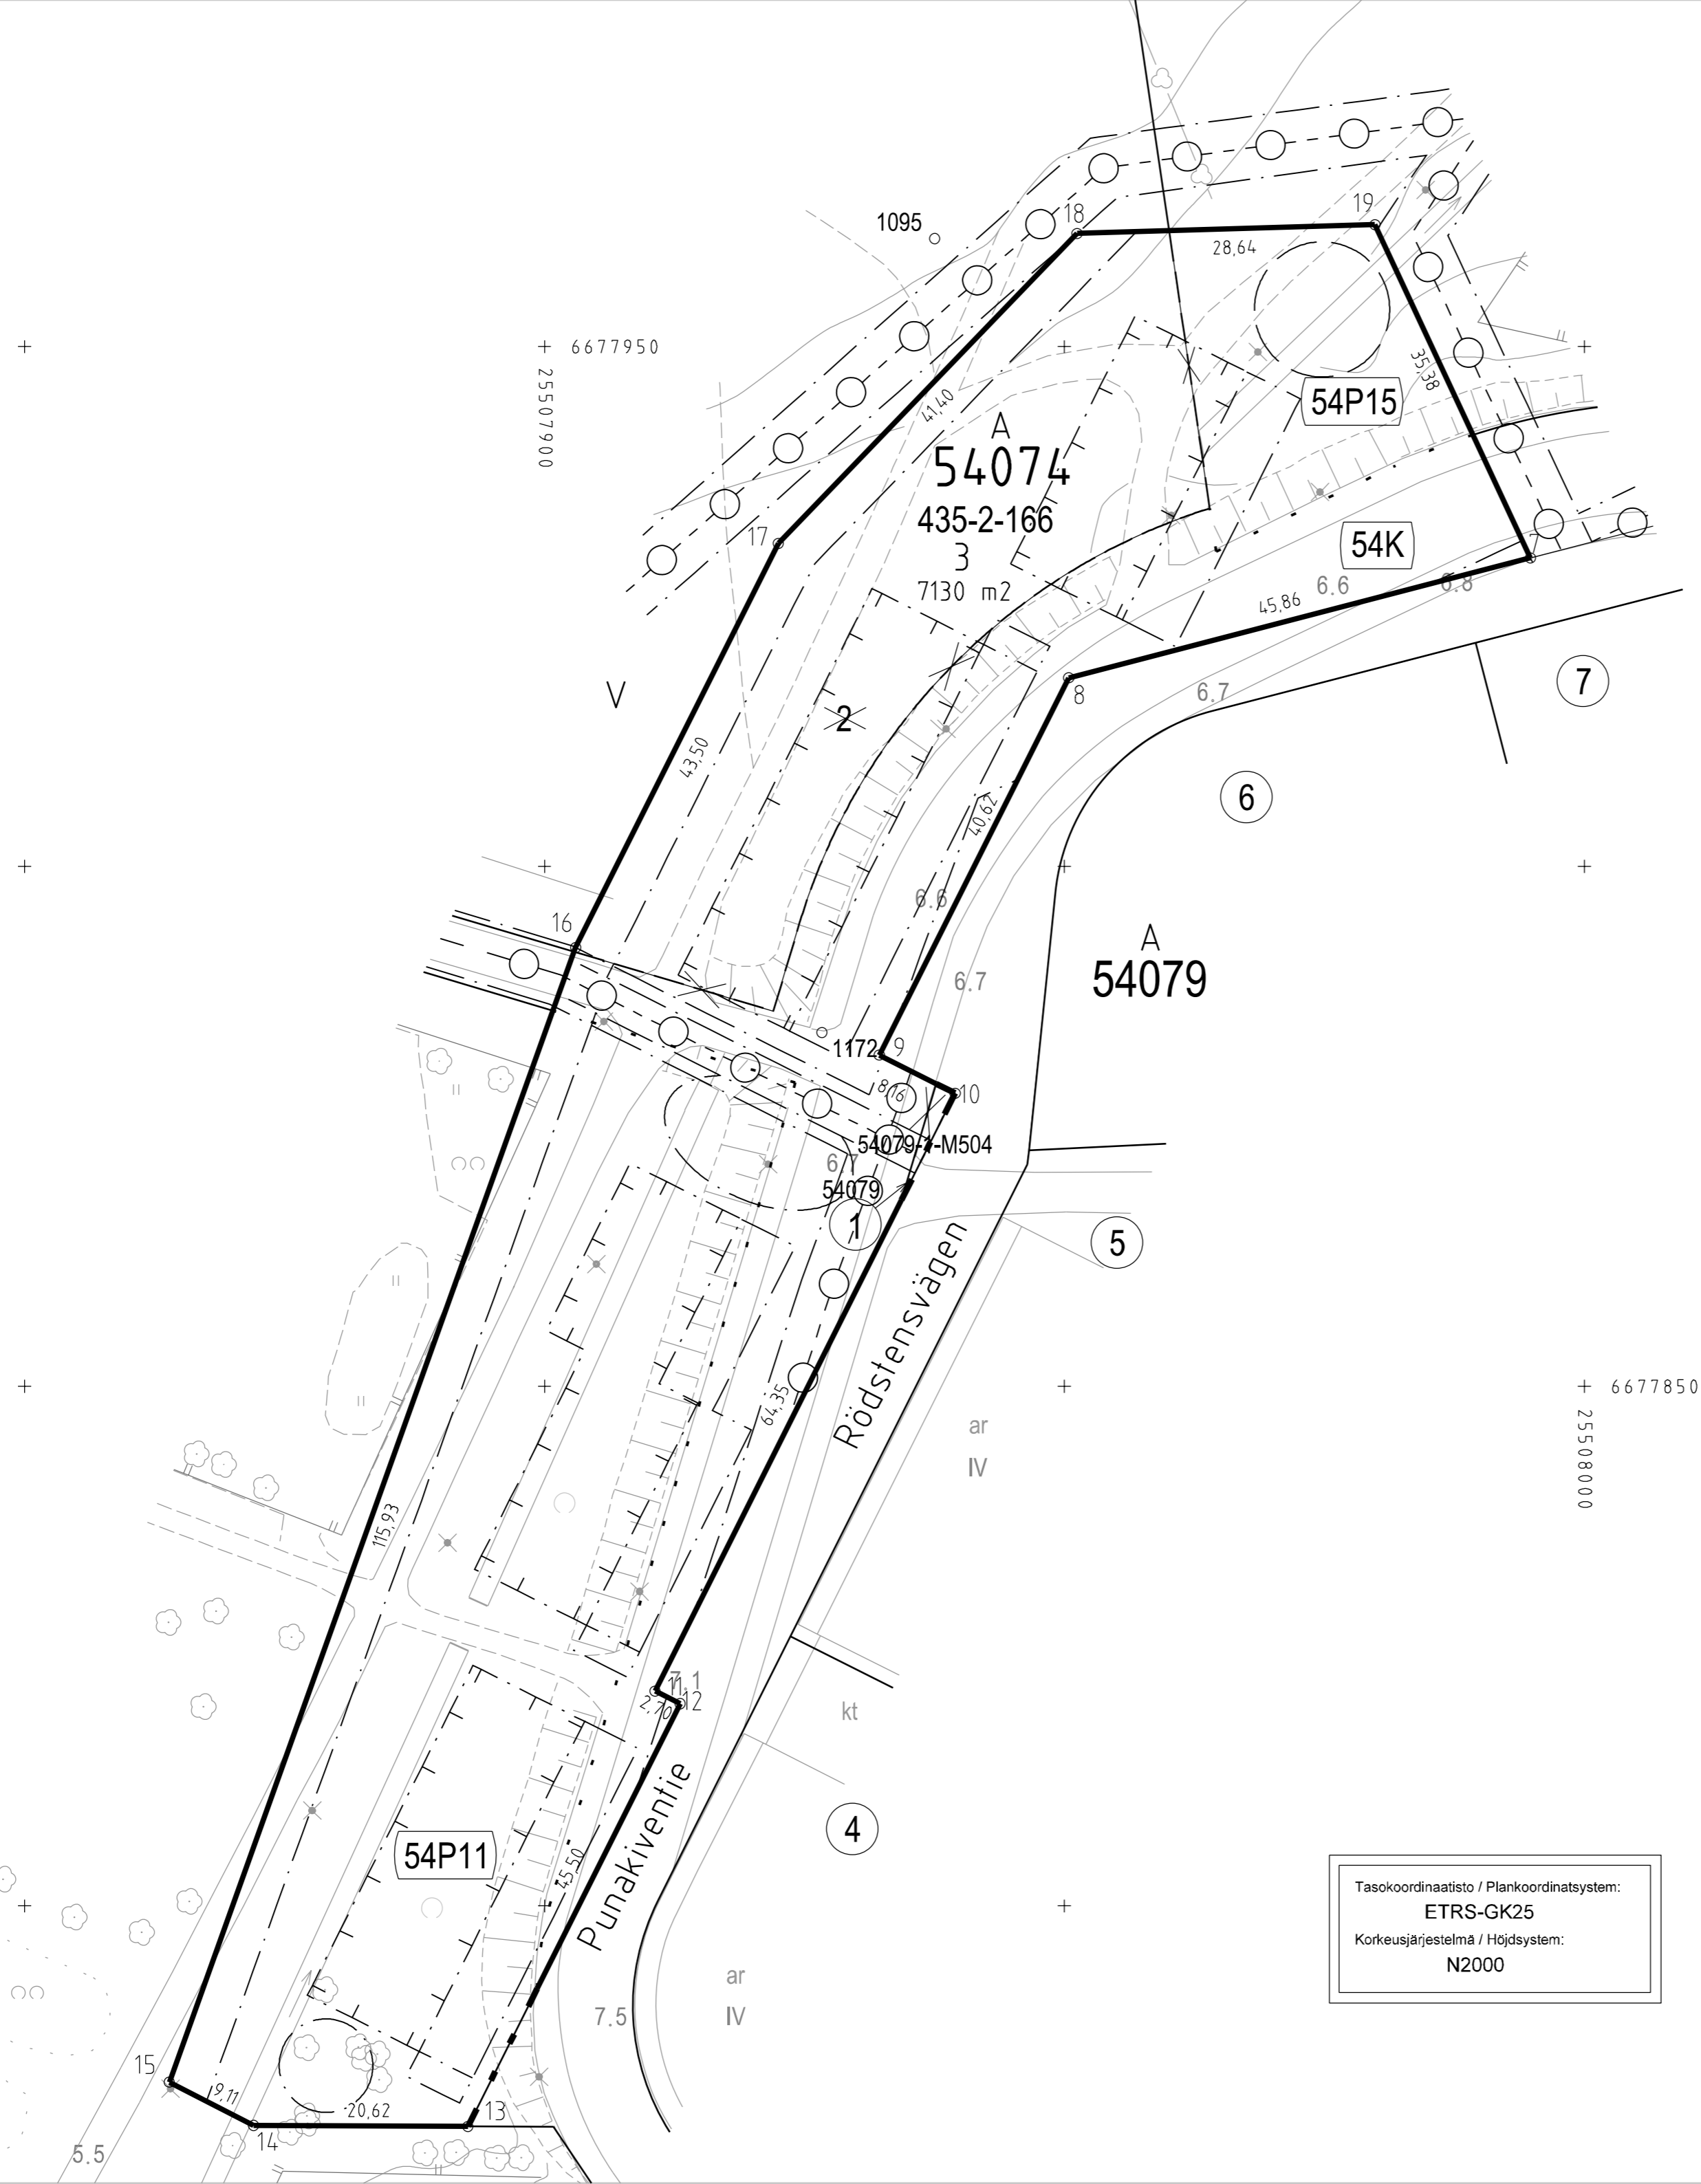 1095
18
19
28,64
6677950
25507900
35,38
54P15
41,40
A
54074
435-2-166
3
7130 m2
17
54K
7
6.6
6.8
45,86
8
6.7
7
V
2
43,50
6
40,62
6.6
16
A
54079
6.7
1172
9
8,16
10
54079-1-M504
6.7
54079
1
5
Rödstensvägen
6677850
25508000
64,35
ar
IV
115,93
7.1
11
12
2,70
kt
Punakiventie
4
54P11
45,50
ar
IV
7.5
15
9,11
20,62
13
14
5.5
Tasokoordinaatisto / Plankoordinatsystem:
ETRS-GK25
Korkeusjärjestelmä / Höjdsystem:
N2000